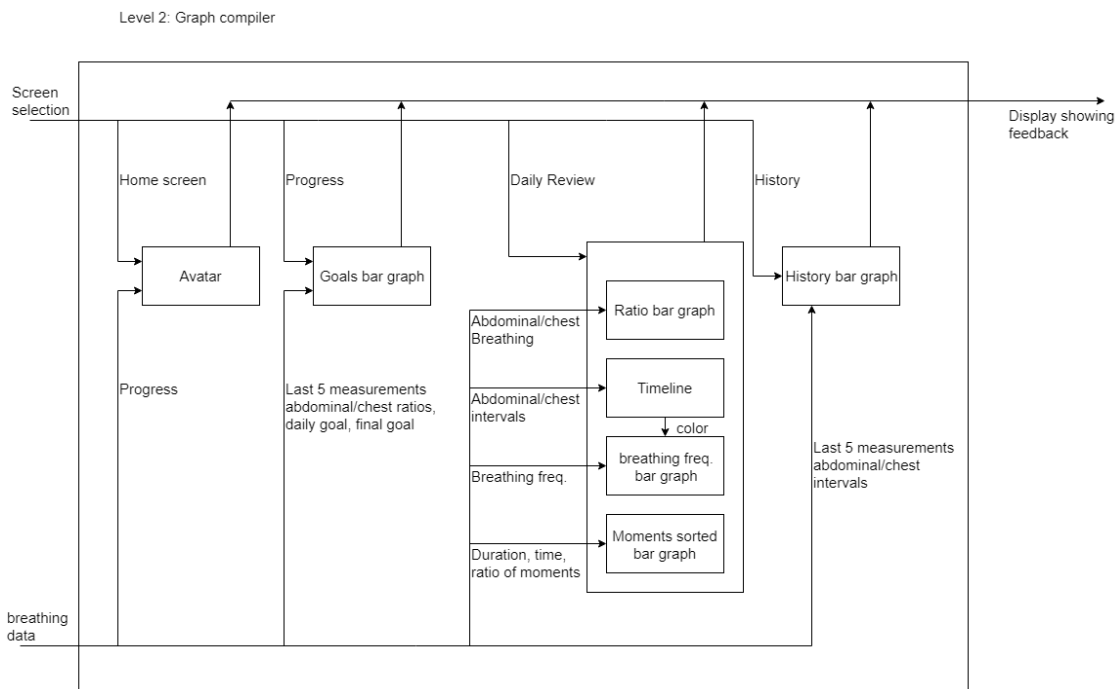 Level 2: Graph compiler
Screen
selection
Display showing
feedback
Home screen
Progress
Daily Review
History
Avatar
Goals bar graph
History bar graph
Ratio bar graph
Abdominal/chest
Breathing
Timeline
Abdominal/chest
intervals
color
Progress
Last 5 measurements
abdominal/chest ratios,
daily goal, final goal
breathing freq.
bar graph
Breathing freq.
Last 5 measurements
abdominal/chest
intervals
Moments sorted
bar graph
Duration, time,
ratio of moments
breathing
data